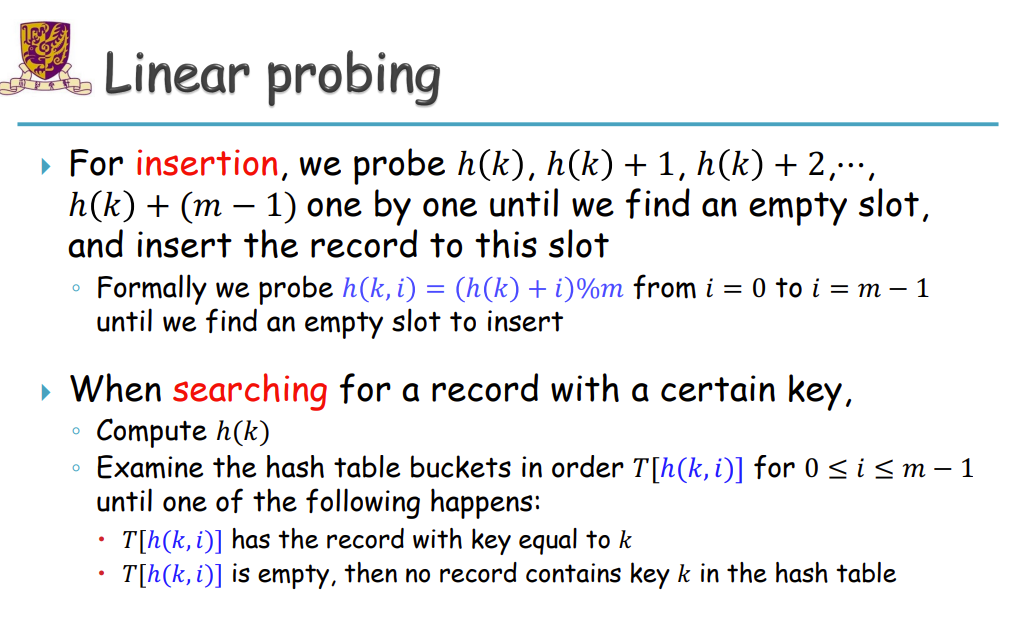 Linear probing
For insertion, we probe h(k), h(k) + 1, h(k) + 2,⋯,
h(k) + (m − 1) one by one until we find an empty slot,
and insert the record to this slot
Formally we probe h(k, i) = (h(k) + i)%m from i = 0 to i = m − 1
until we find an empty slot to insert
When searching for a record with a certain key,
Compute h(k)
Examine the hash table buckets in order T[h(k, i)] for 0 ≤ i ≤ m − 1
until one of the following happens:
T[h(k, i)] has the record with key equal to k
T[h(k, i)] is empty, then no record contains key k in the hash table